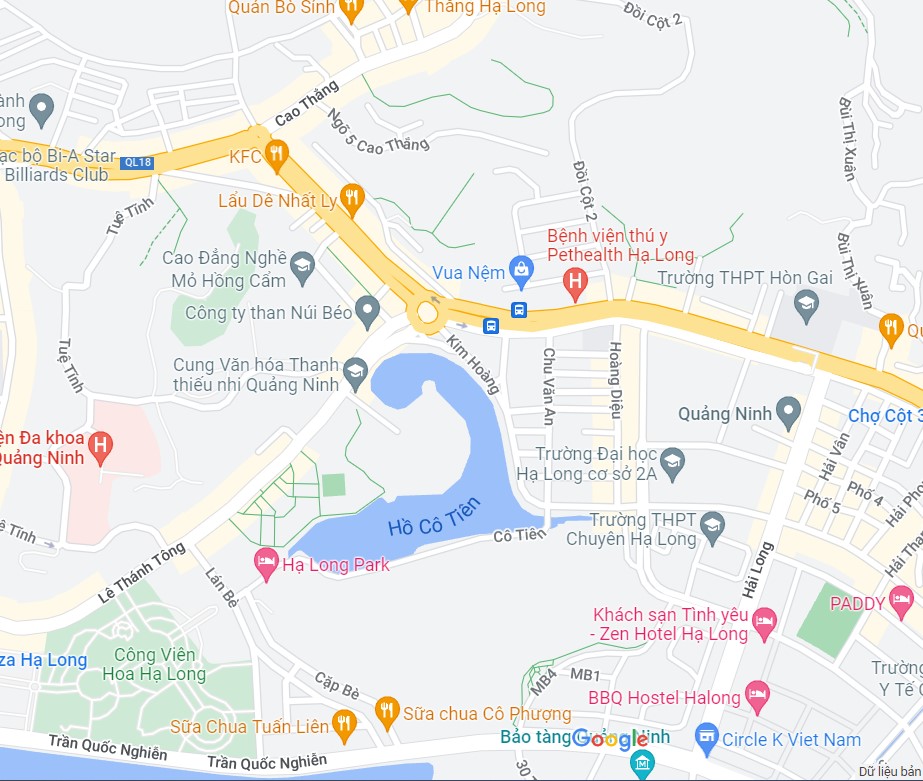 Quán Bò Sinh
Thắng Hạ Long
Đồi Cột 2
ành
ong
Cao Thắng
Ngõ 5 Cao Thắng
Bùi Thị Xuân
ạc bộ Bi-A Star
Billiards Club
QL18
KFC
Đồi Cột 2
Lẩu Dê Nhất Ly
Tuệ Tĩnh
Bệnh viện thú y
Pethealth Hạ Long
Bùi Thị Xuân
Cao Đẳng Nghề
Mỏ Hồng Cẩm
Vua Nệm
Trường THPT Hòn Gai
Công ty than Núi Béo
Qu
Tuệ Tĩnh
Cung Văn hóa Thanh
thiếu nhi Quảng Ninh
Kim Hoàng
Chu Văn An
Hoàng Diệu
Quảng Ninh
Chợ Cột 3
ện Đa khoa
Quảng Ninh
Trường Đại học
Hạ Long cơ sở 2A
Hải Vân
Phố 4
Phố 5
Hải Pho
Hồ Cô Tiên
Cô Tiên
Trường THPT
Chuyên Hạ Long
ệ Tĩnh
Lê Thánh Tông
Hạ Long Park
Hải Long
Hải Than
Lán Bè
PADDY
Khách sạn Tình yêu
- Zen Hotel Hạ Long
za Hạ Long
Công Viên
Hoa Hạ Long
Trường
Y Tế
Cặp Bè
MB4
MB1
BBQ Hostel Halong
Sữa Chua Tuấn Liên
Sữa chua Cô Phượng
Bảo tàng Quảng Ninh
Google
Circle K Viet Nam
Trần Quốc Nghiễn
Trần Quốc Nghiễn
30
Dữ liệu bản